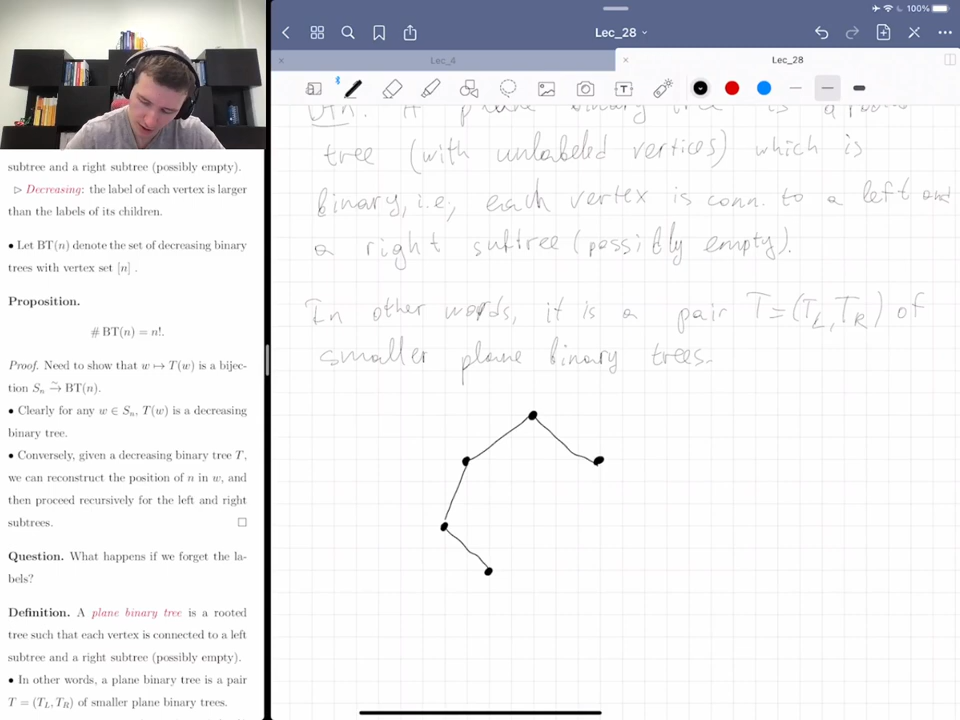 100%
Lec_28
Lec_4
Lec_28
subtree and a right subtree (possibly empty).
▷ Decreasing: the label of each vertex is larger
than the labels of its children.
• Let BT(n) denote the set of decreasing binary
trees with vertex set [n] .
Proposition.
# BT(n) = n!.
Proof. Need to show that w ↦ T(w) is a bijec-
tion Sₙ ⥲ BT(n).
• Clearly for any w ∈ Sₙ, T(w) is a decreasing
binary tree.
• Conversely, given a decreasing binary tree T,
we can reconstruct the position of n in w, and
then proceed recursively for the left and right
subtrees. □
Question. What happens if we forget the la-
bels?
Definition. A plane binary tree is a rooted
tree such that each vertex is connected to a left
subtree and a right subtree (possibly empty).
• In other words, a plane binary tree is a pair
T = (T_L, T_R) of smaller plane binary trees.
Dfn. A plane binary tree is a
tree (with unlabeled vertices) which is
binary, i.e., each vertex is conn. to a left and
a right subtree (possibly empty).
In other words, it is a pair T=(T_L, T_R) of
smaller plane binary trees.